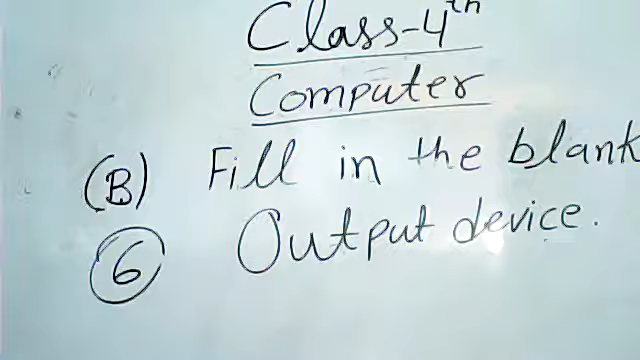 Class-4th
Computer
(B) Fill in the blank
6 Output device.